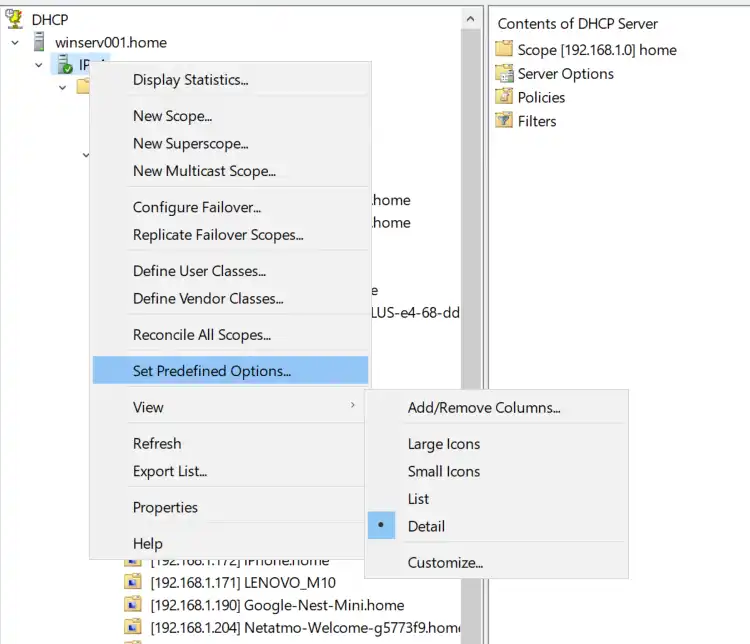 DHCP
winserv001.home
Display Statistics...
New Scope...
New Superscope...
New Multicast Scope...
Configure Failover...
Replicate Failover Scopes...
.home
.home
Define User Classes...
Define Vendor Classes...
LUS-e4-68-dd
Reconcile All Scopes...
Set Predefined Options...
View
Refresh
Export List...
Properties
Help
Add/Remove Columns...
Large Icons
Small Icons
List
Detail
Customize...
[192.168.1.172] iPhone.home
[192.168.1.171] LENOVO_M10
[192.168.1.190] Google-Nest-Mini.home
[192.168.1.204] Netatmo-Welcome-g5773f9.home
Contents of DHCP Server
Scope [192.168.1.0] home
Server Options
Policies
Filters